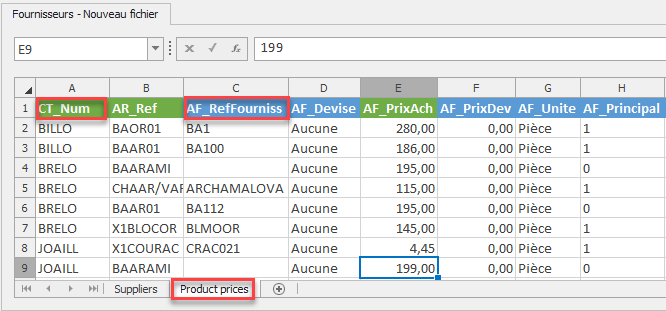 Fournisseurs - Nouveau fichier
E9 fx 199
A B C D E F G H
1 CT_Num AR_Ref AF_RefFourniss AF_Devise AF_PrixAch AF_PrixDev AF_Unite AF_Principal
2 BILLO BAOR01 BA1 Aucune 280,00 0,00 Pièce 1
3 BILLO BAAR01 BA100 Aucune 186,00 0,00 Pièce 1
4 BRELO BAARAMI Aucune 195,00 0,00 Pièce 0
5 BRELO CHAAR/VAR ARCHAMALOVA Aucune 115,00 0,00 Pièce 1
6 BRELO BAAR01 BA112 Aucune 195,00 0,00 Pièce 0
7 BRELO X1BLOCOR BLMOOR Aucune 145,00 0,00 Pièce 1
8 JOAILL X1COURAC CRAC021 Aucune 4,45 0,00 Pièce 1
9 JOAILL BAARAMI Aucune 199,00 0,00 Pièce 0
Suppliers Product prices